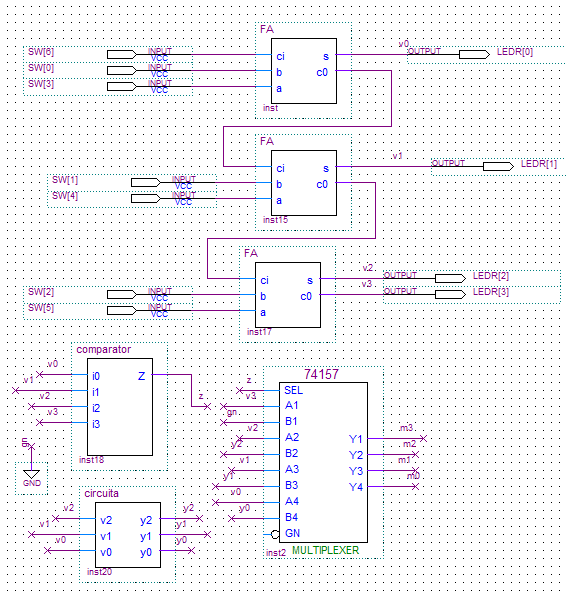 FA
SW[6] INPUT VCC ci s v0 OUTPUT LEDR[0]
SW[0] INPUT VCC b c0
SW[3] INPUT VCC a
inst
FA
ci s v1 OUTPUT LEDR[1]
SW[1] INPUT VCC b c0
SW[4] INPUT VCC a
inst15
FA
ci s v2 OUTPUT LEDR[2]
SW[2] INPUT VCC b c0 v3 OUTPUT LEDR[3]
SW[5] INPUT VCC a
inst17
comparator
v0 i0 Z z
v1 i1
v2 i2
v3 i3
inst18
gn
GND
circuita
v2 v2 y2 y2
v1 v1 y1 y1
v0 v0 y0 y0
inst20
74157
z SEL
v3 A1
gn B1 Y1 m3
v2 A2 Y2 m2
y2 B2 Y3 m1
v1 A3 Y4 m0
y1 B3
v0 A4
y0 B4
GN
inst2 MULTIPLEXER